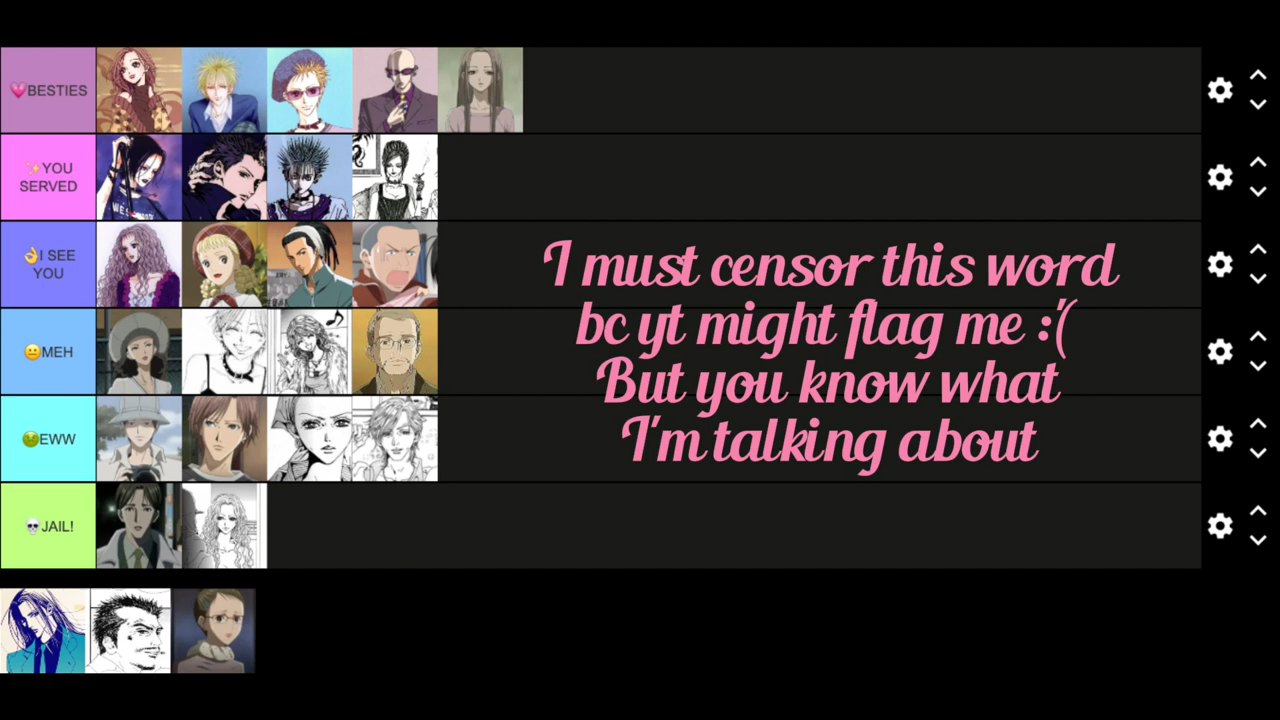 💗BESTIES
✨YOU
SERVED
👌I SEE
YOU
😐MEH
🤢EWW
💀JAIL!
I must censor this word
bc yt might flag me :'(
But you know what
I'm talking about